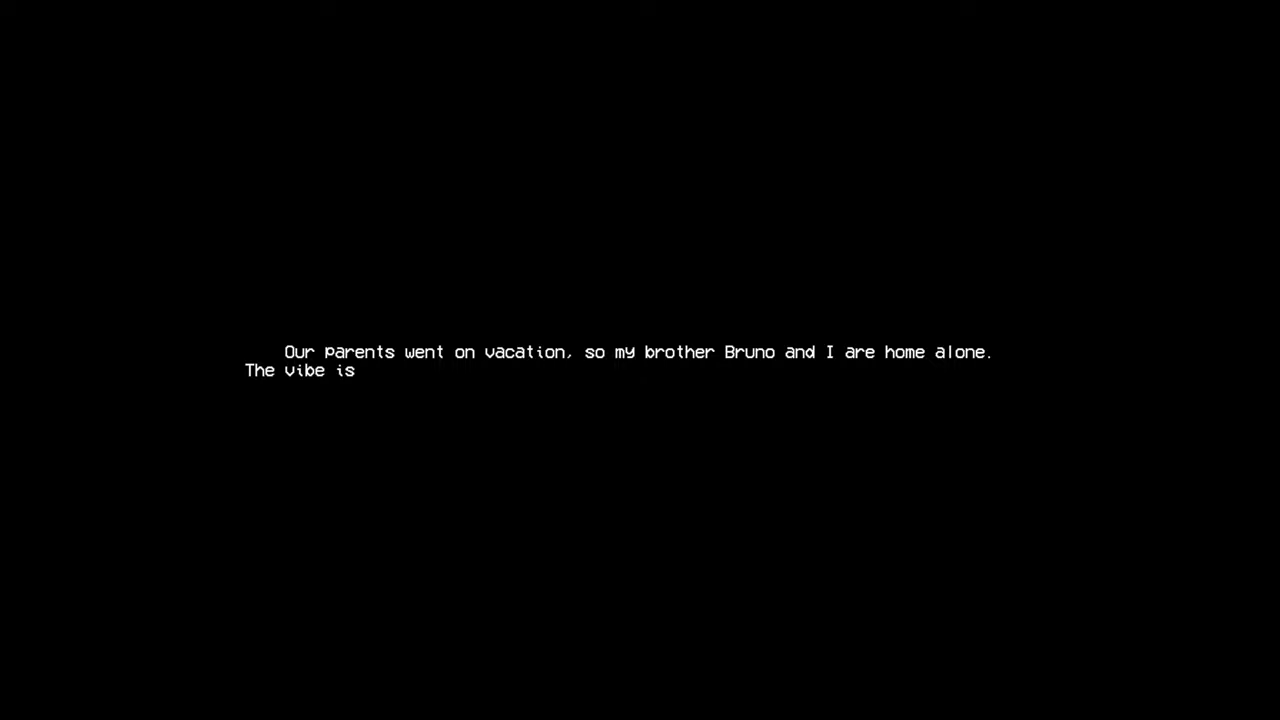 Our parents went on vacation, so my brother Bruno and I are home alone.
The vibe is